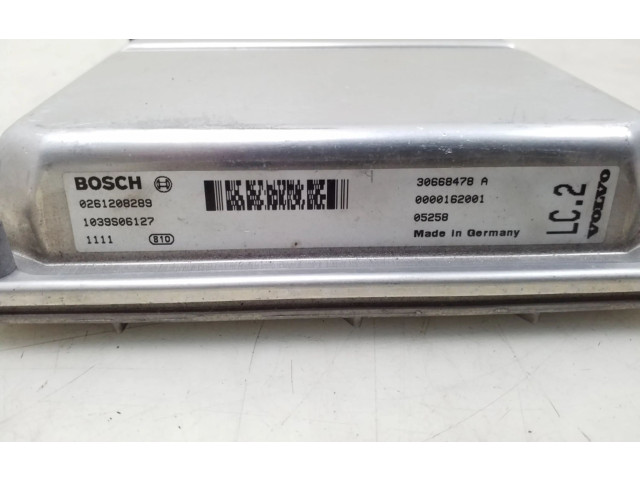 BOSCH
0261208289
1039S06127
1111 810
30668478 A
0000162001
05258
Made in Germany
LC.2
VOLVO